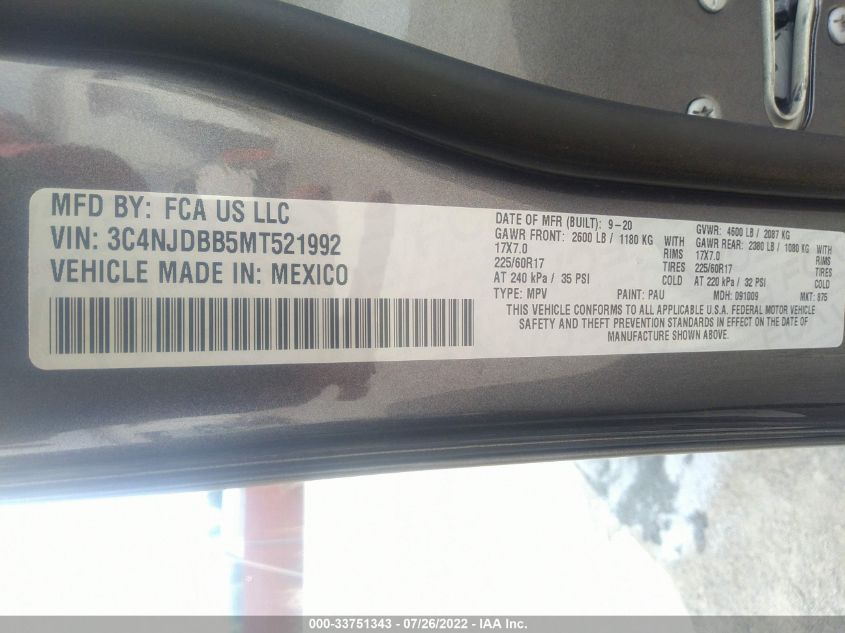 MFD BY: FCA US LLC
VIN: 3C4NJDBB5MT521992
VEHICLE MADE IN: MEXICO
DATE OF MFR (BUILT): 9-20 GVWR: 4600 LB / 2087 KG
GAWR FRONT: 2600 LB / 1180 KG WITH GAWR REAR: 2380 LB / 1080 KG WITH
17X7.0 RIMS 17X7.0 RIMS
225/60R17 TIRES 225/60R17 TIRES
AT 240 kPa / 35 PSI COLD AT 220 kPa / 32 PSI COLD
TYPE: MPV PAINT: PAU MDH: 091009 MKT: 875
THIS VEHICLE CONFORMS TO ALL APPLICABLE U.S.A. FEDERAL MOTOR VEHICLE
SAFETY AND THEFT PREVENTION STANDARDS IN EFFECT ON THE DATE OF
MANUFACTURE SHOWN ABOVE.
000-33751343 - 07/26/2022 - IAA Inc.